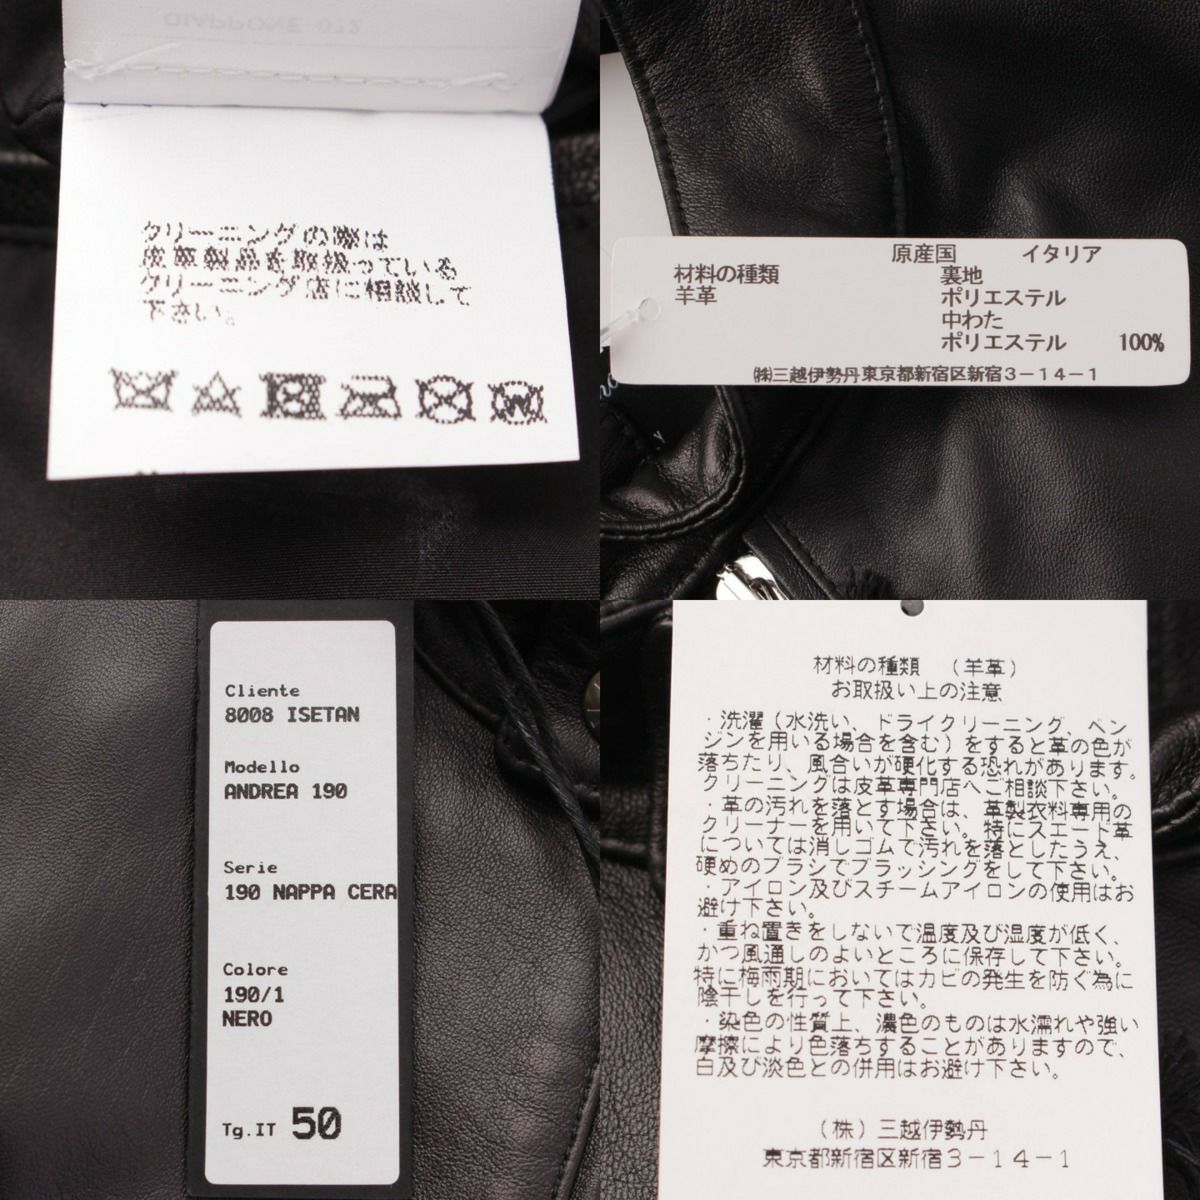 クリーニングの際は
皮革製品を取扱っている
クリーニング店に相談して
下さい。
原産国 イタリア
材料の種類 裏地
羊革 ポリエステル
中わた
ポリエステル 100%
㈱三越伊勢丹東京都新宿区新宿3-14-1
Cliente
8008 ISETAN
Modello
ANDREA 190
Serie
190 NAPPA CERA
Colore
190/1
NERO
Tg.IT 50
材料の種類 (羊革)
お取扱い上の注意
・洗濯(水洗い、ドライクリーニング、ベン
ジンを用いる場合を含む)をすると革の色が
落ちたり、風合いが硬化する恐れがあります。
クリーニングは皮革専門店へご相談下さい。
・革の汚れを落とす場合は、革製衣料専用の
クリーナーを用いて下さい。特にスエード革
については消しゴムで汚れを落としたうえ、
硬めのブラシでブラッシングをして下さい。
・アイロン及びスチームアイロンの使用はお
避け下さい。
・重ね置きをしないで温度及び湿度が低く、
かつ風通しのよいところに保存して下さい。
特に梅雨期においてはカビの発生を防ぐ為に
陰干しを行って下さい。
・染色の性質上、濃色のものは水濡れや強い
摩擦により色落ちすることがありますので、
白及び淡色との併用はお避け下さい。
(株)三越伊勢丹
東京都新宿区新宿3-14-1